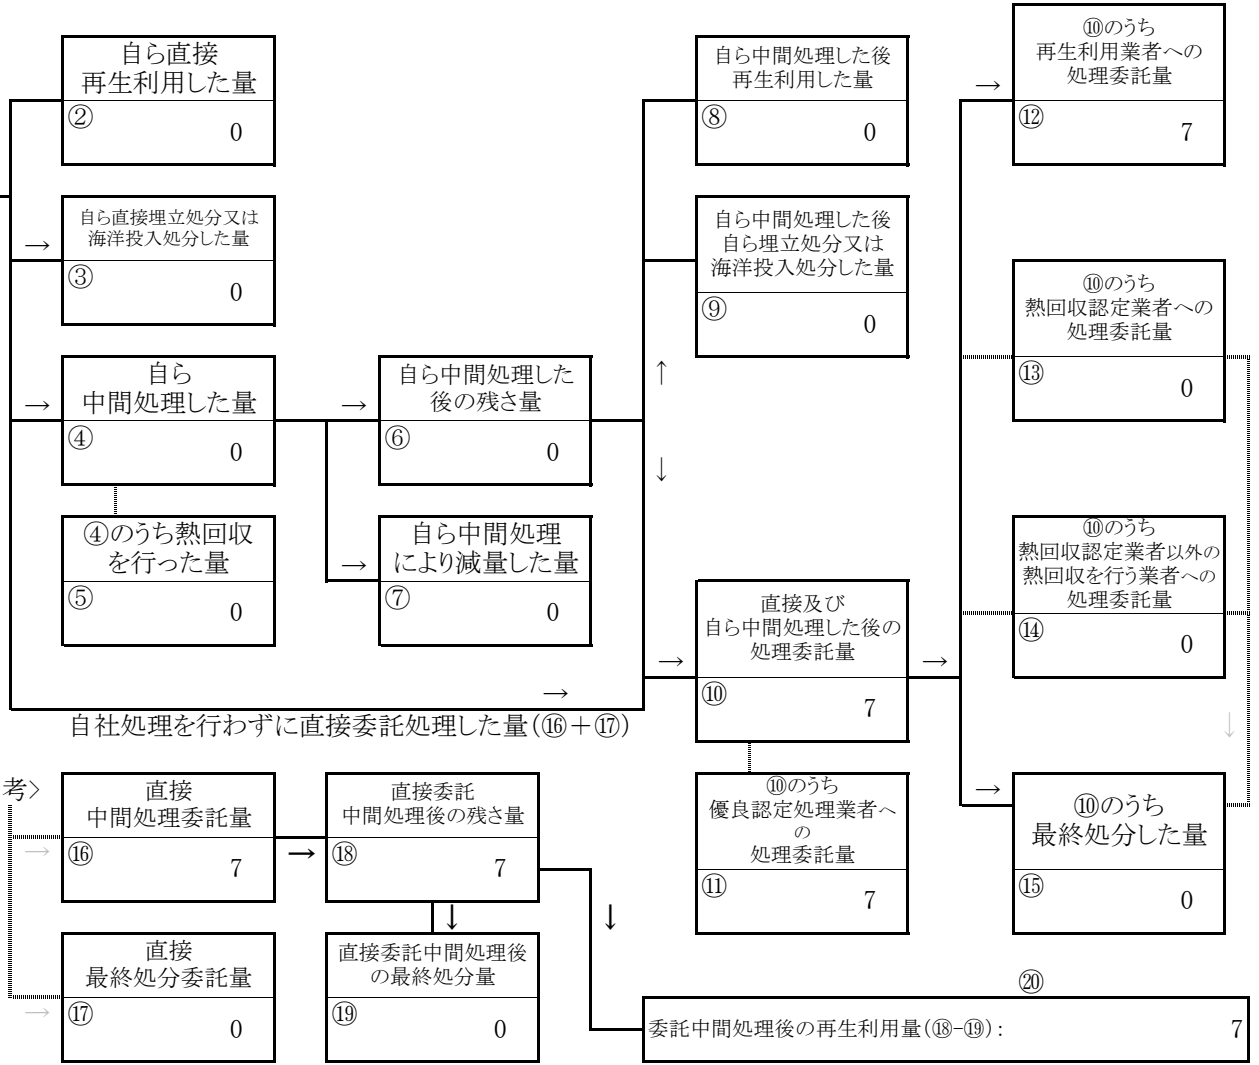 自ら直接
再生利用した量
②
0
自ら直接埋立処分又は
海洋投入処分した量
→
③
0
自ら
中間処理した量
→
④
0
④のうち熱回収
を行った量
⑤
0
自ら中間処理した
後の残さ量
→
⑥
0
自ら中間処理
により減量した量
→
⑦
0
自ら中間処理した後
再生利用した量
⑧
0
自ら中間処理した後
自ら埋立処分又は
海洋投入処分した量
⑨
0
↑
↓
直接及び
自ら中間処理した後の
処理委託量
→
⑩
7
→
⑩のうち
優良認定処理業者へ
の
処理委託量
⑪
7
⑩のうち
再生利用業者への
処理委託量
→
⑫
7
⑩のうち
熱回収認定業者への
処理委託量
⑬
0
⑩のうち
熱回収認定業者以外の
熱回収を行う業者への
処理委託量
⑭
0
↓
⑩のうち
最終処分した量
→
⑮
0
→
自社処理を行わずに直接委託処理した量(⑯+⑰)
考>
直接
中間処理委託量
→
⑯
7
直接
最終処分委託量
→
⑰
0
→
直接委託
中間処理後の残さ量
⑱
7
↓
直接委託中間処理後
の最終処分量
⑲
0
↓
⑳
委託中間処理後の再生利用量(⑱-⑲): 7